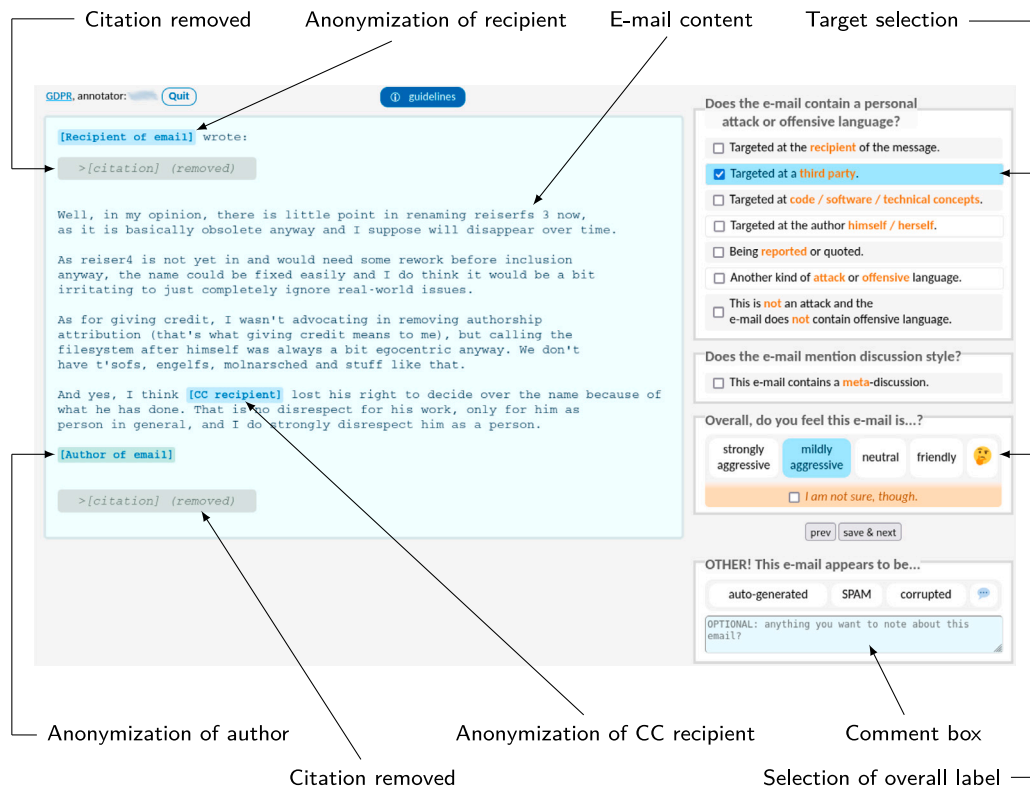 Citation removed
Anonymization of recipient
E-mail content
Target selection
GDPR, annotator:
Quit
guidelines
[Recipient of email] wrote:
>[citation] (removed)
Well, in my opinion, there is little point in renaming reiserfs 3 now,
as it is basically obsolete anyway and I suppose will disappear over time.
As reiser4 is not yet in and would need some rework before inclusion
anyway, the name could be fixed easily and I do think it would be a bit
irritating to just completely ignore real-world issues.
As for giving credit, I wasn't advocating in removing authorship
attribution (that's what giving credit means to me), but calling the
filesystem after himself was always a bit egocentric anyway. We don't
have t'sofs, engelfs, molnarsched and stuff like that.
And yes, I think [CC recipient] lost his right to decide over the name because of
what he has done. That is no disrespect for his work, only for him as
person in general, and I do strongly disrespect him as a person.
[Author of email]
>[citation] (removed)
Does the e-mail contain a personal
attack or offensive language?
Targeted at the recipient of the message.
Targeted at a third party.
Targeted at code / software / technical concepts.
Targeted at the author himself / herself.
Being reported or quoted.
Another kind of attack or offensive language.
This is not an attack and the
e-mail does not contain offensive language.
Does the e-mail mention discussion style?
This e-mail contains a meta-discussion.
Overall, do you feel this e-mail is...?
strongly
aggressive
mildly
aggressive
neutral
friendly
I am not sure, though.
prev
save & next
OTHER! This e-mail appears to be...
auto-generated
SPAM
corrupted
OPTIONAL: anything you want to note about this
email?
Anonymization of author
Anonymization of CC recipient
Comment box
Citation removed
Selection of overall label